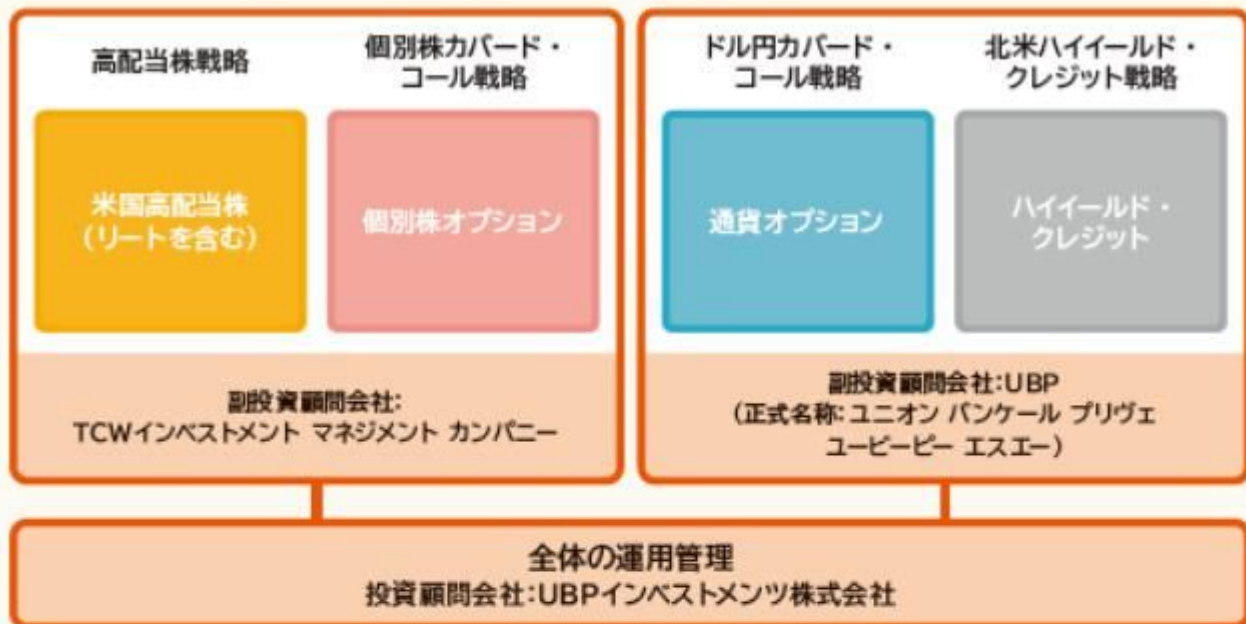 高配当株戦略
個別株カバード・
コール戦略
ドル円カバード・
コール戦略
北米ハイイールド・
クレジット戦略
米国高配当株
(リートを含む)
個別株オプション
通貨オプション
ハイイールド・
クレジット
副投資顧問会社:
TCWインベストメント マネジメント カンパニー
副投資顧問会社:UBP
(正式名称:ユニオン バンケール プリヴェ
ユービーピー エスエー)
全体の運用管理
投資顧問会社:UBPインベストメンツ株式会社